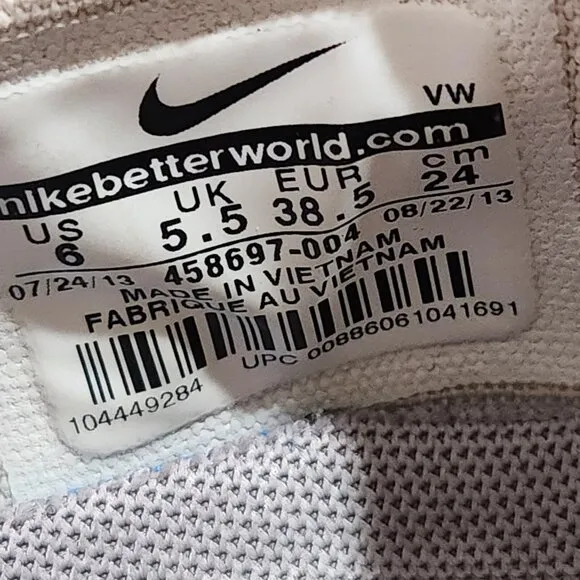 VW
nikebetterworld.com
US UK EUR cm
6 5.5 38.5 24
07/24/13 458697-004 08/22/13
MADE IN VIETNAM
FABRIQUE AU VIETNAM
104449284 UPC 00886061041691